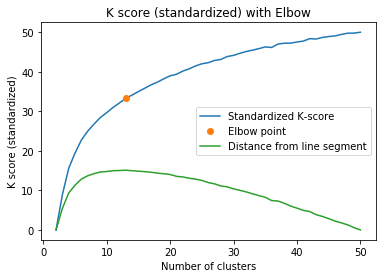 K score (standardized) with Elbow
K score (standardized)
50
40
30
20
10
0
Standardized K-score
Elbow point
Distance from line segment
0
10
20
30
40
50
Number of clusters